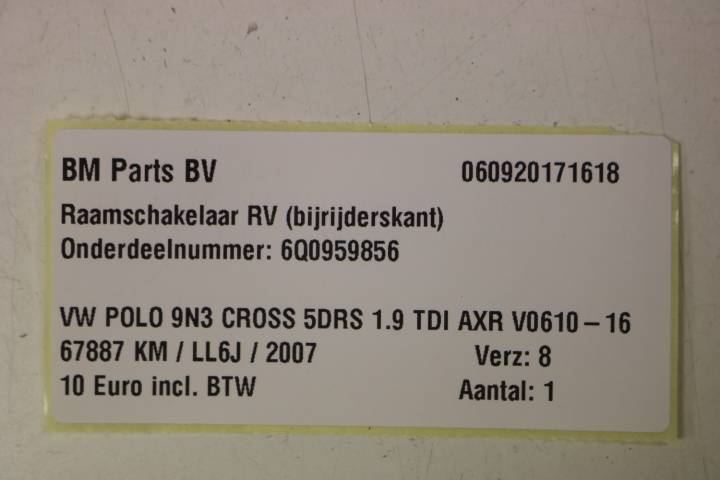 BM Parts BV 060920171618
Raamschakelaar RV (bijrijderskant)
Onderdeelnummer: 6Q0959856
VW POLO 9N3 CROSS 5DRS 1.9 TDI AXR V0610-16
67887 KM / LL6J / 2007 Verz: 8
10 Euro incl. BTW Aantal: 1